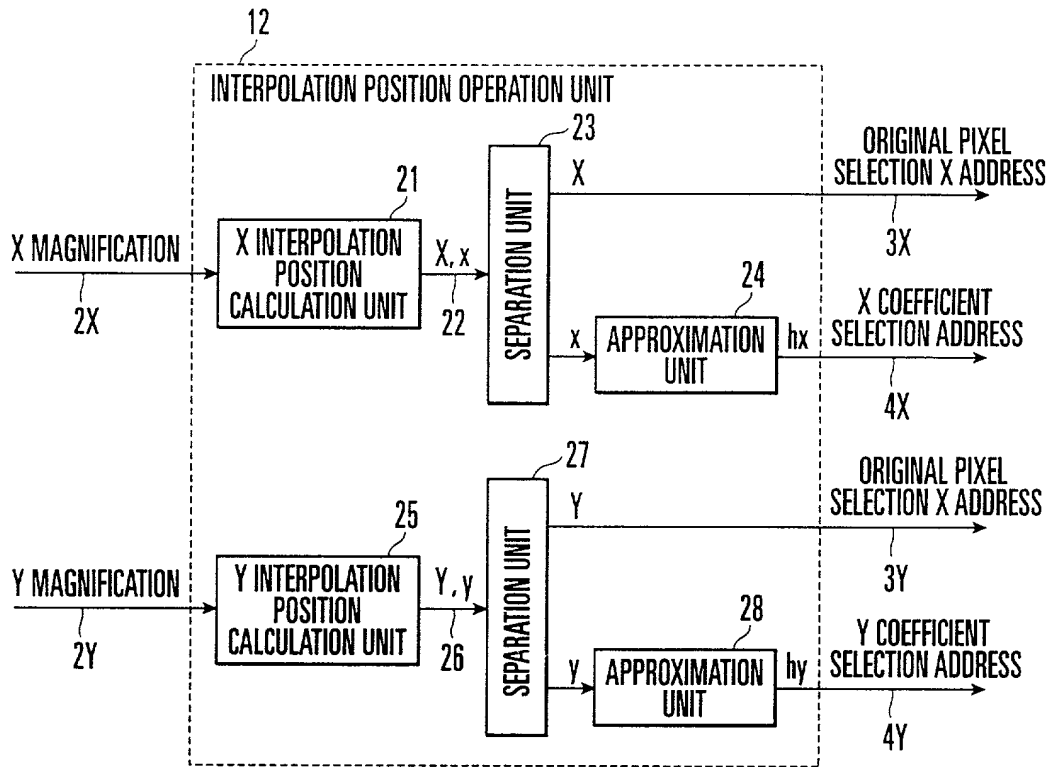 12
INTERPOLATION POSITION OPERATION UNIT
23
ORIGINAL PIXEL
SELECTION X ADDRESS
X
3X
21
X MAGNIFICATION
2X
X INTERPOLATION
POSITION
CALCULATION UNIT
X, x
22
SEPARATION UNIT
24
X COEFFICIENT
SELECTION ADDRESS
x
APPROXIMATION
UNIT
hx
4X
27
ORIGINAL PIXEL
SELECTION X ADDRESS
Y
3Y
25
Y MAGNIFICATION
2Y
Y INTERPOLATION
POSITION
CALCULATION UNIT
Y, y
26
SEPARATION UNIT
28
Y COEFFICIENT
SELECTION ADDRESS
y
APPROXIMATION
UNIT
hy
4Y